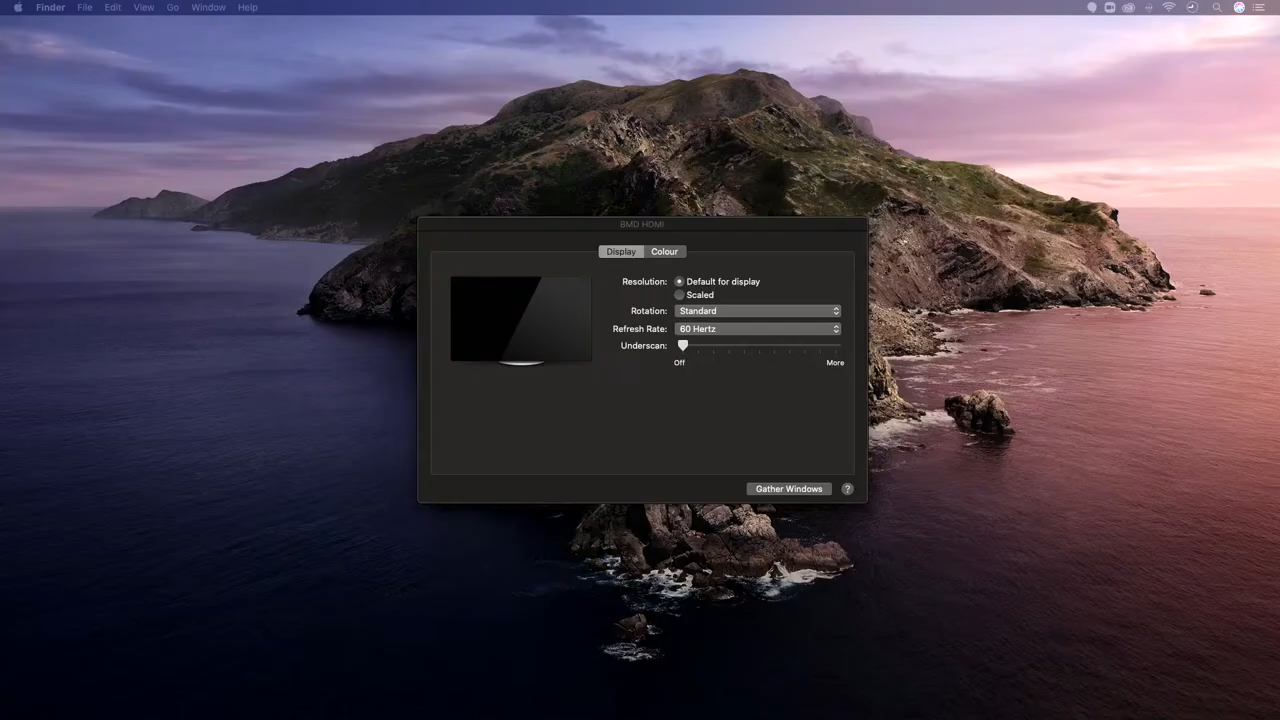 Finder File Edit View Go Window Help
BMD HDMI
Display Colour
Resolution: Default for display
Scaled
Rotation: Standard
Refresh Rate: 60 Hertz
Underscan:
Off More
Gather Windows ?